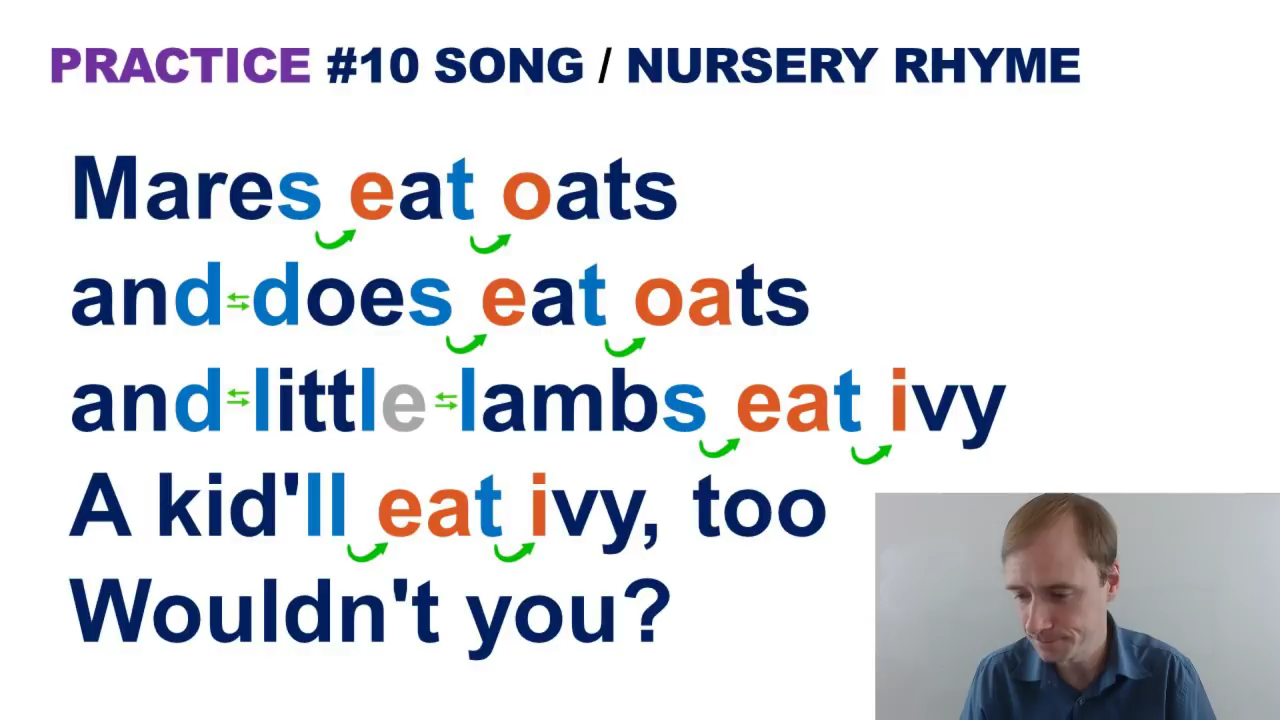 PRACTICE #10 SONG / NURSERY RHYME
Mares eat oats
and does eat oats
and little lambs eat ivy
A kid'll eat ivy, too
Wouldn't you?